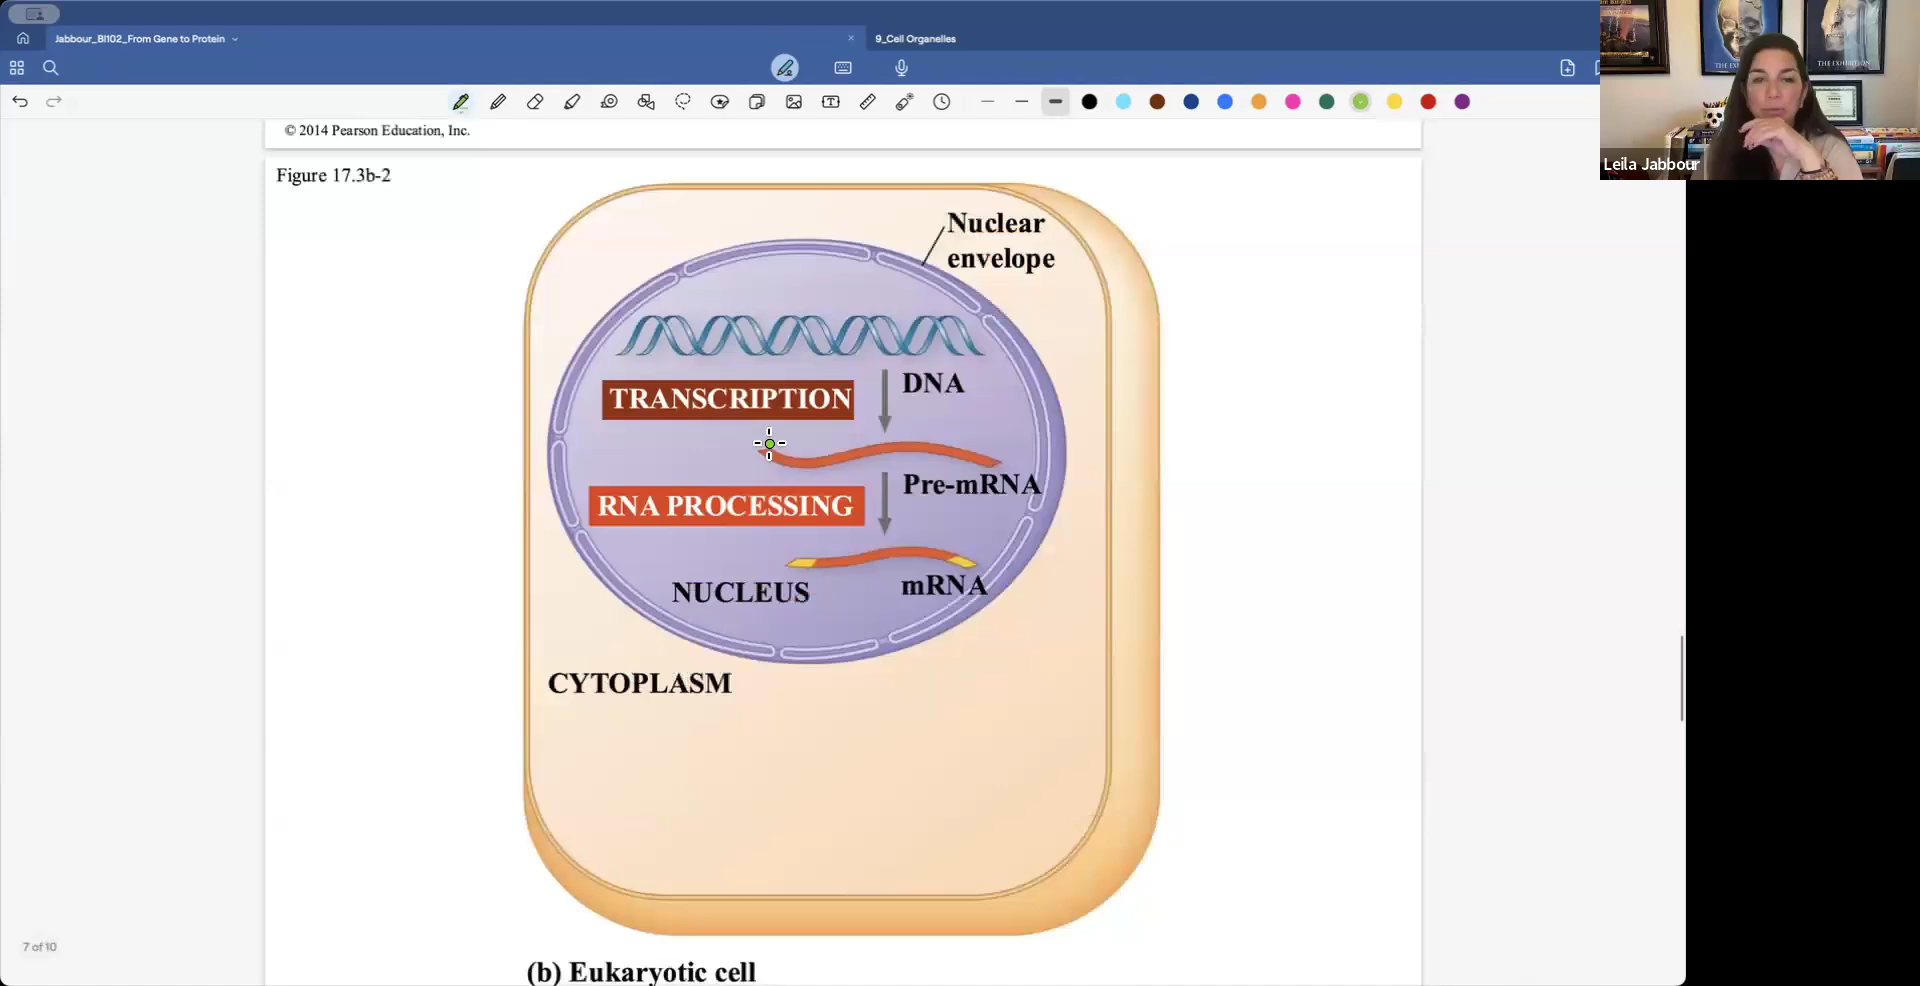 Jabbour_BI102_From Gene to Protein
9_Cell Organelles
© 2014 Pearson Education, Inc.
Leila Jabbour
Figure 17.3b-2
Nuclear
envelope
DNA
TRANSCRIPTION
Pre-mRNA
RNA PROCESSING
mRNA
NUCLEUS
CYTOPLASM
7 of 10
(b) Eukaryotic cell